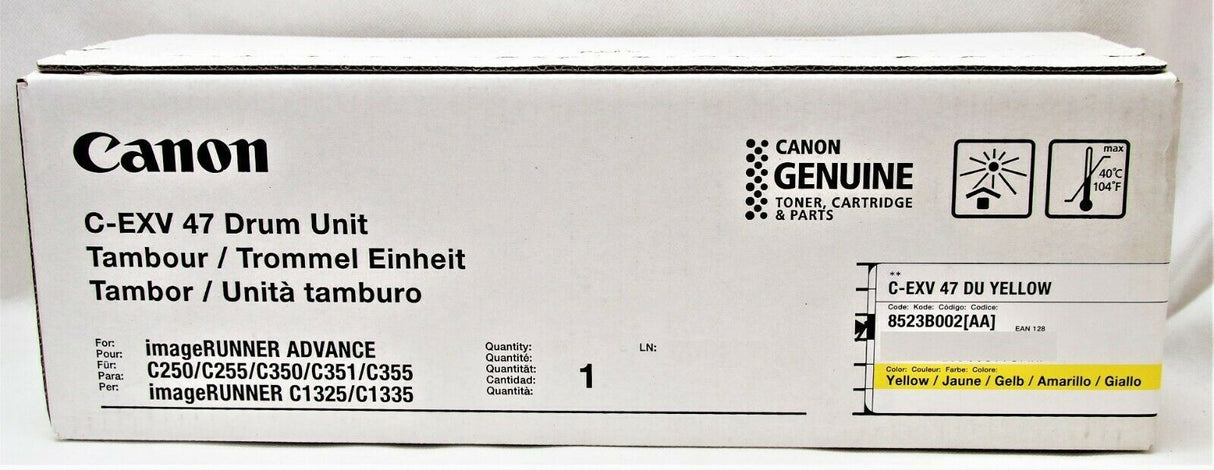 Canon
C-EXV 47 Drum Unit
Tambour / Trommel Einheit
Tambor / Unità tamburo
For:
Pour:
Für:
Para:
Per:
imageRUNNER ADVANCE
C250/C255/C350/C351/C355
imageRUNNER C1325/C1335
Quantity:
Quantité:
Quantität:
Cantidad:
Quantità:
1
LN:
CANON
GENUINE
TONER, CARTRIDGE
& PARTS
max
40°C
104°F
**
C-EXV 47 DU YELLOW
Code: Kode: Código: Codice:
8523B002[AA]
EAN 128
Color: Couleur: Farbe: Colore:
Yellow / Jaune / Gelb / Amarillo / Giallo